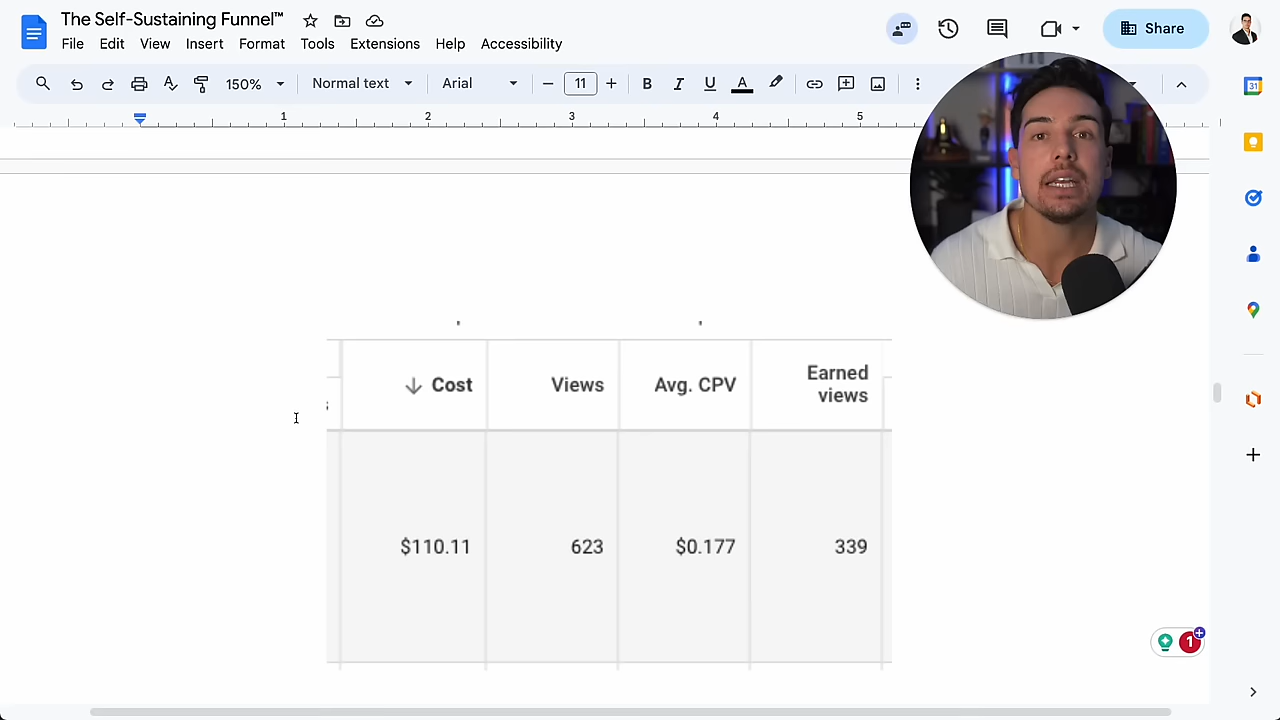 The Self-Sustaining Funnel™
File Edit View Insert Format Tools Extensions Help Accessibility
Share
150% Normal text Arial 11 B I U A
1 2 3 4 5
31
Cost Views Avg. CPV Earned views
$110.11 623 $0.177 339
1